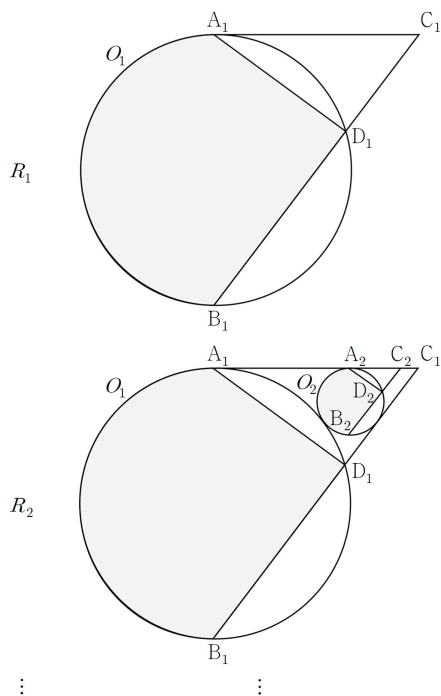 A₁ C₁
O₁
D₁
R₁
B₁
A₁ A₂ C₂ C₁
O₁ O₂
D₂
B₂
D₁
R₂
B₁
⋮ ⋮